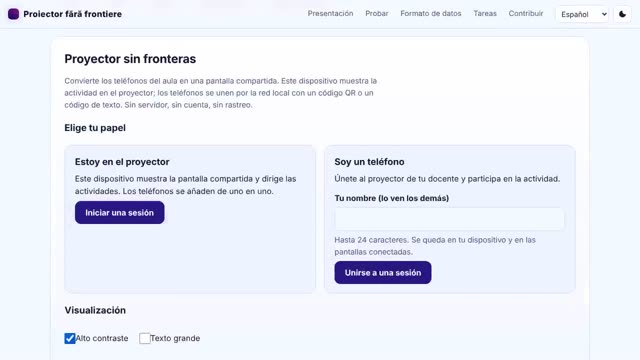 Proiector fără frontiere
Presentación
Probar
Formato de datos
Tareas
Contribuir
Español
Proyector sin fronteras
Convierte los teléfonos del aula en una pantalla compartida. Este dispositivo muestra la
actividad en el proyector; los teléfonos se unen por la red local con un código QR o un
código de texto. Sin servidor, sin cuenta, sin rastreo.
Elige tu papel
Estoy en el proyector
Este dispositivo muestra la pantalla compartida y dirige las
actividades. Los teléfonos se añaden de uno en uno.
Iniciar una sesión
Soy un teléfono
Únete al proyector de tu docente y participa en la actividad.
Tu nombre (lo ven los demás)
Hasta 24 caracteres. Se queda en tu dispositivo y en las
pantallas conectadas.
Unirse a una sesión
Visualización
Alto contraste
Texto grande